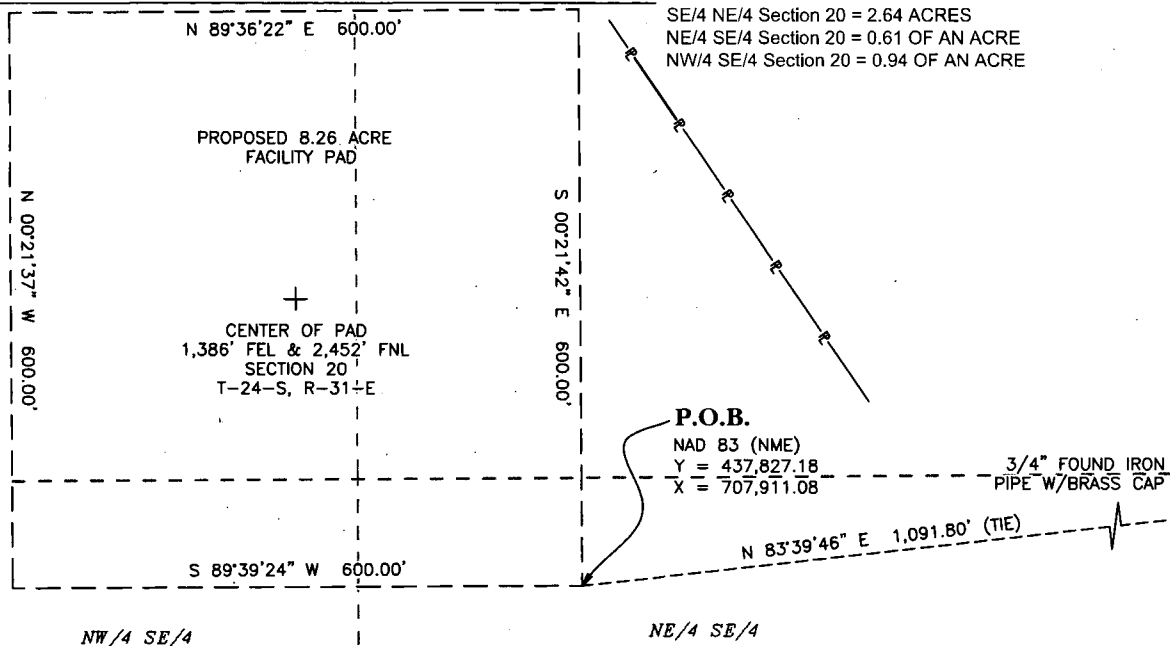 SE/4 NE/4 Section 20 = 2.64 ACRES
NE/4 SE/4 Section 20 = 0.61 OF AN ACRE
NW/4 SE/4 Section 20 = 0.94 OF AN ACRE
N 89°36'22" E 600.00'
PROPOSED 8.26 ACRE
FACILITY PAD
N 00°21'37" W 600.00'
S 00°21'42" E 600.00'
CENTER OF PAD
1,386' FEL & 2,452' FNL
SECTION 20
T-24-S, R-31-E
P.O.B.
NAD 83 (NME)
Y = 437,827.18
X = 707,911.08
3/4" FOUND IRON
PIPE W/BRASS CAP
N 83°39'46" E 1,091.80' (TIE)
S 89°39'24" W 600.00'
NW/4 SE/4
NE/4 SE/4